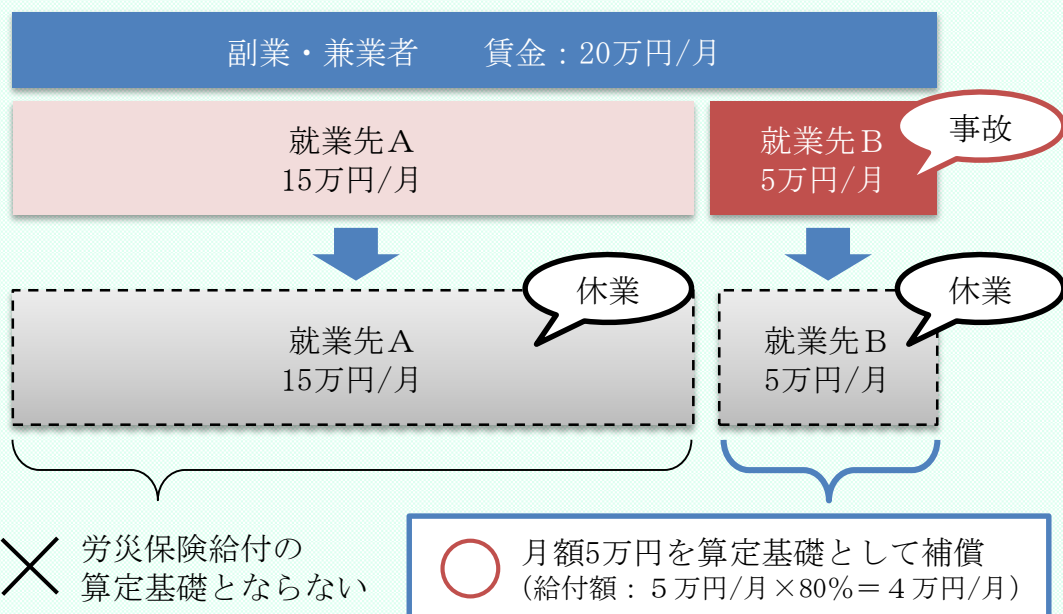 副業・兼業者　　賃金：20万円/月
就業先Ａ
15万円/月
就業先Ｂ
5万円/月
事故
休業
就業先Ａ
15万円/月
休業
就業先Ｂ
5万円/月
労災保険給付の
算定基礎とならない
月額5万円を算定基礎として補償
（給付額：５万円/月×80％＝４万円/月）